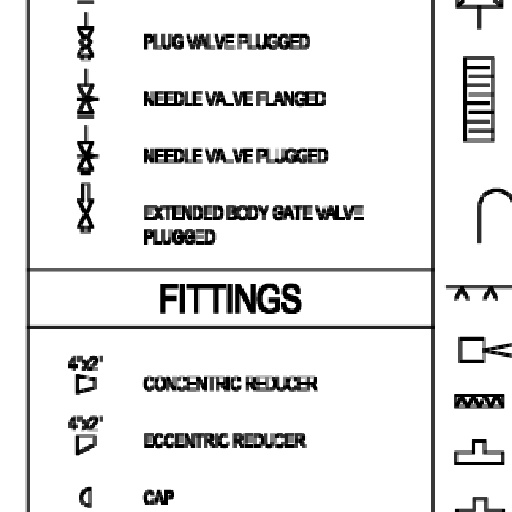 PLUG VALVE PLUGGED
NEEDLE VALVE FLANGED
NEEDLE VALVE PLUGGED
EXTENDED BODY GATE VALVE
PLUGGED
FITTINGS
4"x2"
CONCENTRIC REDUCER
4"x2"
ECCENTRIC REDUCER
CAP